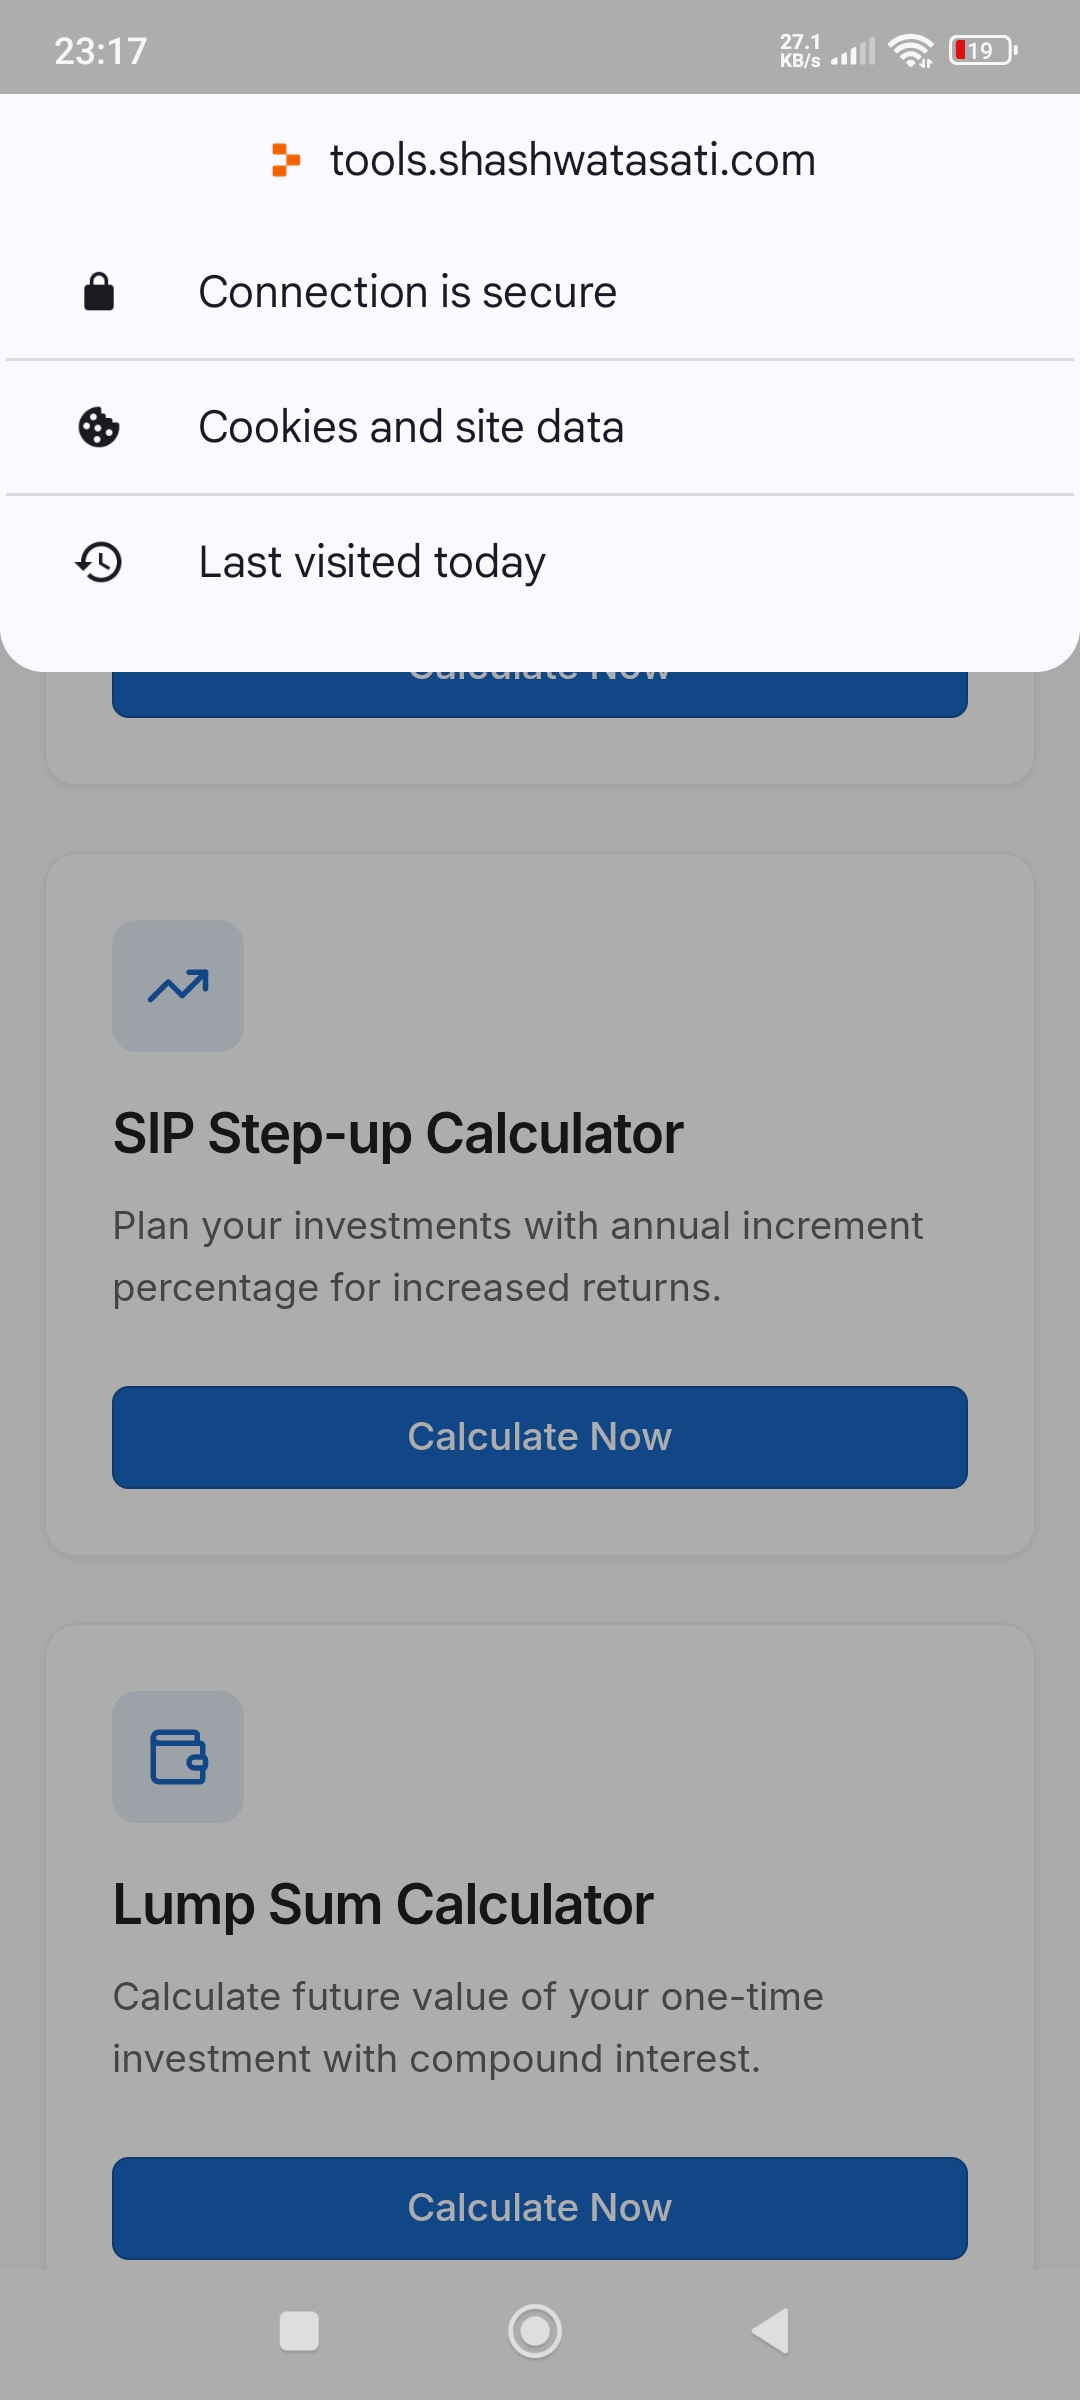 23:17
27.1
KB/s
19
tools.shashwatasati.com
Connection is secure
Cookies and site data
Last visited today
Calculate Now
SIP Step-up Calculator
Plan your investments with annual increment
percentage for increased returns.
Calculate Now
Lump Sum Calculator
Calculate future value of your one-time
investment with compound interest.
Calculate Now